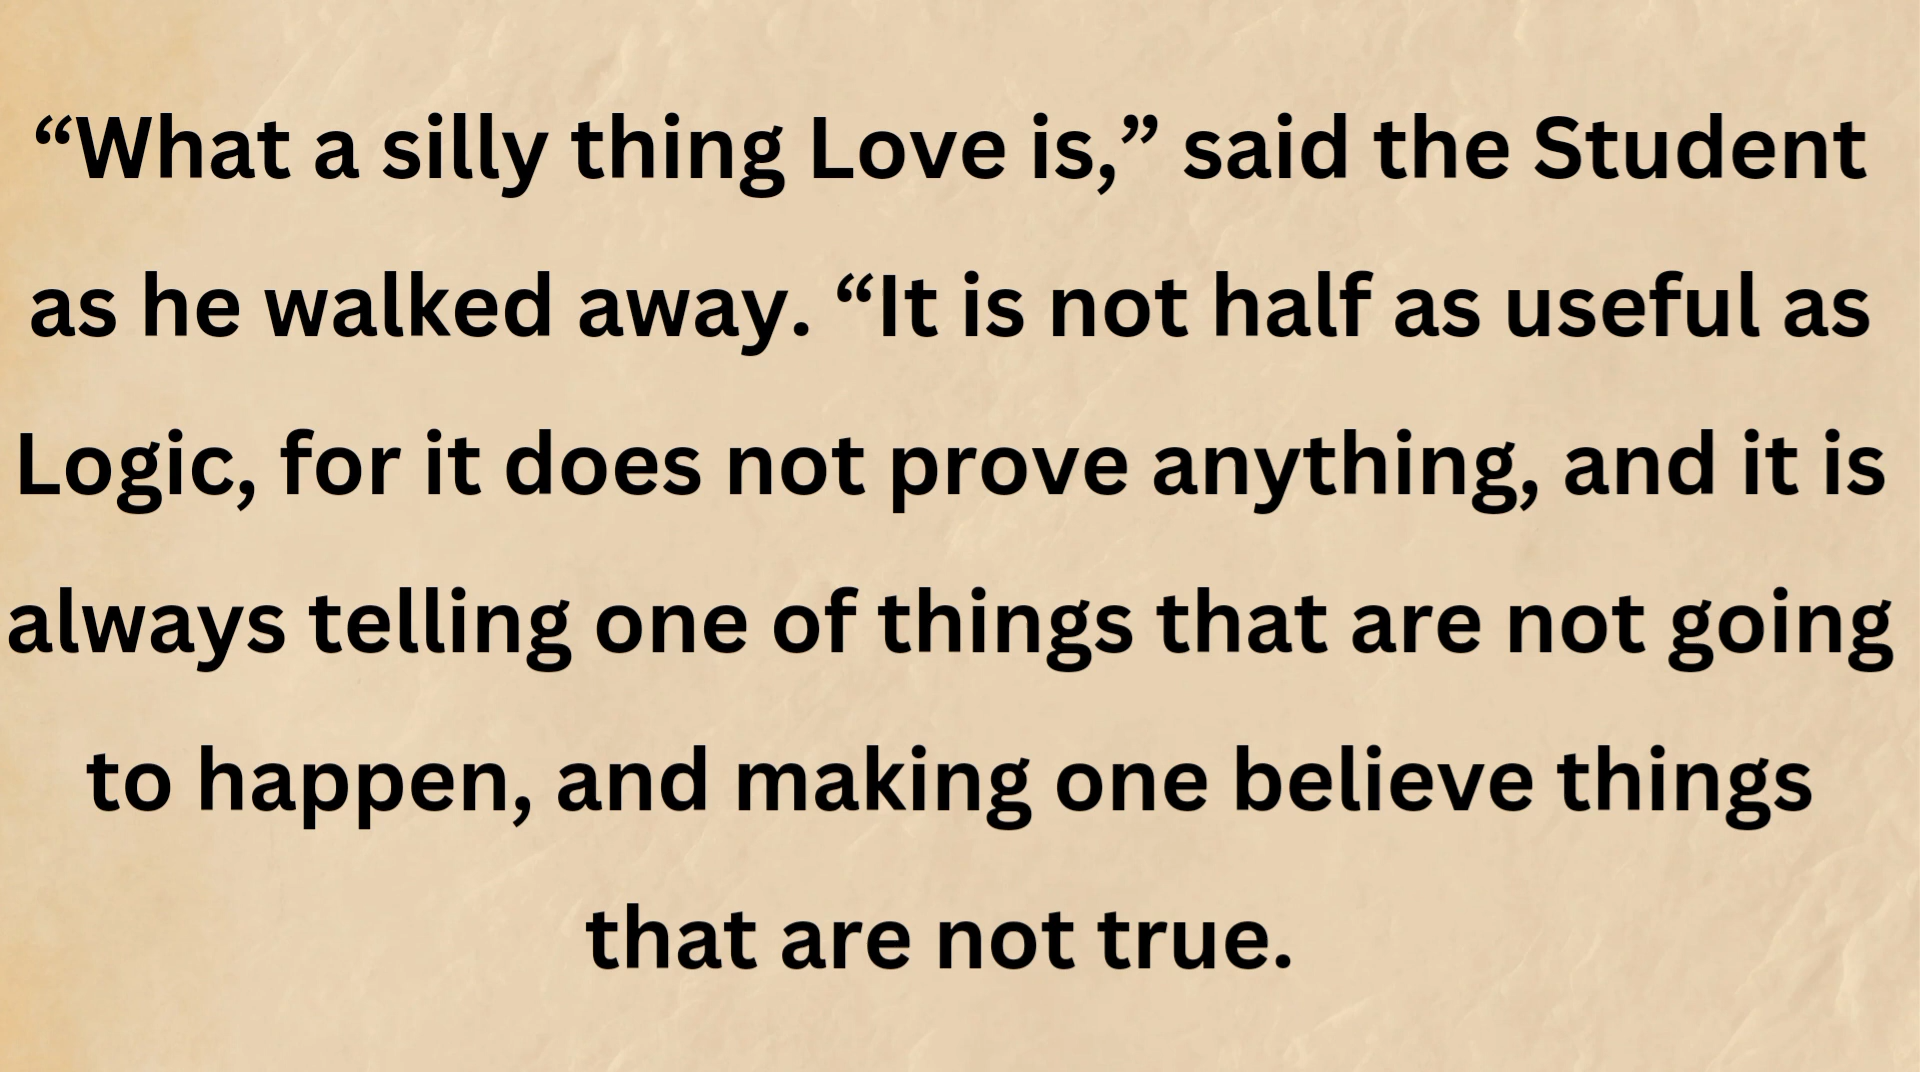 “What a silly thing Love is,” said the Student
as he walked away. “It is not half as useful as
Logic, for it does not prove anything, and it is
always telling one of things that are not going
to happen, and making one believe things
that are not true.